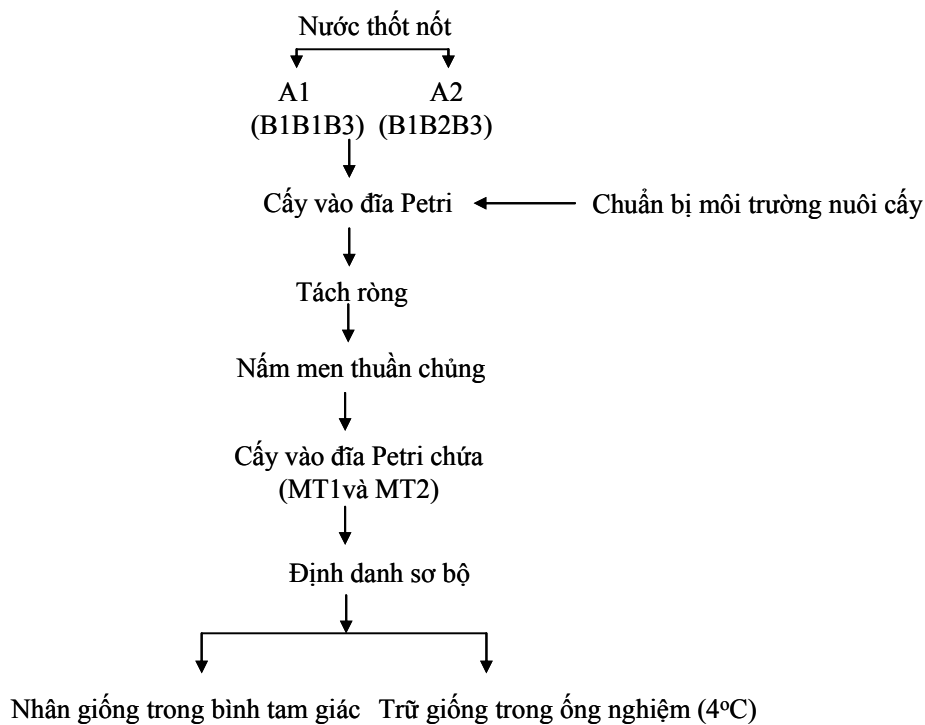 Nước thốt nốt
A1 A2
(B1B1B3) (B1B2B3)
Cấy vào đĩa Petri Chuẩn bị môi trường nuôi cấy
Tách ròng
Nấm men thuần chủng
Cấy vào đĩa Petri chứa
(MT1và MT2)
Định danh sơ bộ
Nhân giống trong bình tam giác Trữ giống trong ống nghiệm (4ºC)